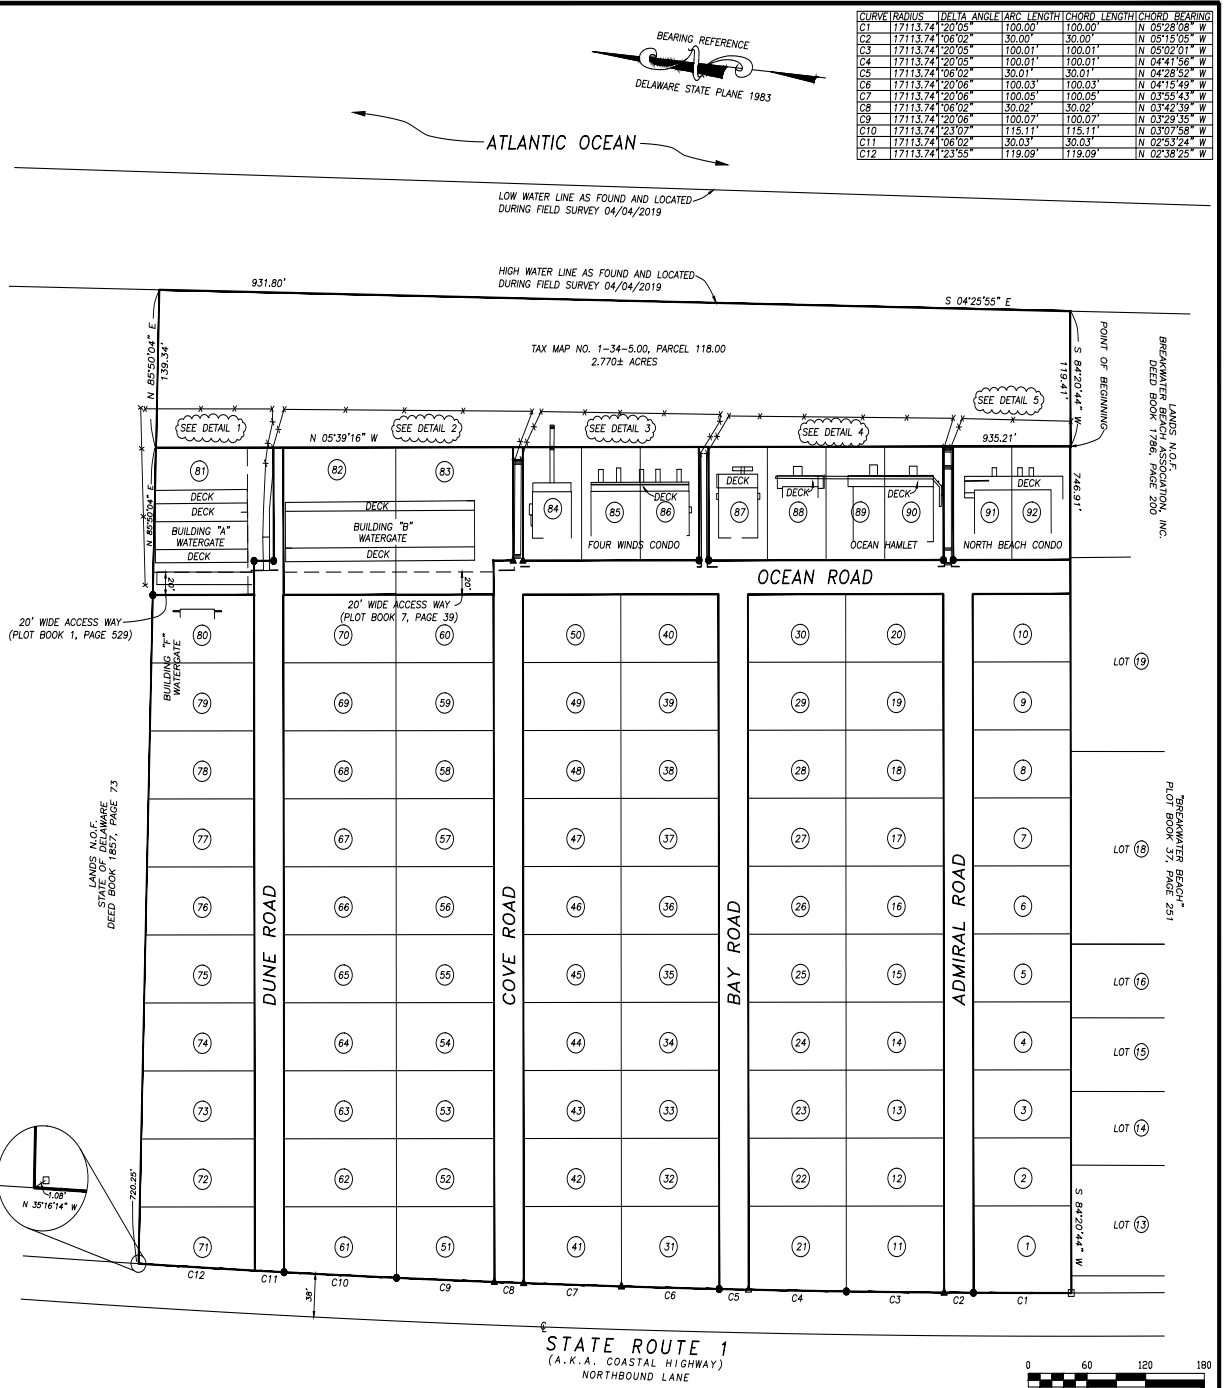 CURVE RADIUS DELTA ANGLE ARC LENGTH CHORD LENGTH CHORD BEARING
C1 17113.74' °20'05" 100.00' 100.00' N 05°28'08" W
C2 17113.74' °06'02" 30.00' 30.00' N 05°15'05" W
C3 17113.74' °20'05" 100.01' 100.01' N 05°02'01" W
C4 17113.74' °20'05" 100.01' 100.01' N 04°41'56" W
C5 17113.74' °06'02" 30.01' 30.01' N 04°28'52" W
C6 17113.74' °20'06" 100.03' 100.03' N 04°15'49" W
C7 17113.74' °20'06" 100.05' 100.05' N 03°55'43" W
C8 17113.74' °06'02" 30.02' 30.02' N 03°42'39" W
C9 17113.74' °20'06" 100.07' 100.07' N 03°29'35" W
C10 17113.74' °23'07" 115.11' 115.11' N 03°07'58" W
C11 17113.74' °06'02" 30.03' 30.03' N 02°53'24" W
C12 17113.74' °23'55" 119.09' 119.09' N 02°38'25" W
BEARING REFERENCE
DELAWARE STATE PLANE 1983
ATLANTIC OCEAN
LOW WATER LINE AS FOUND AND LOCATED
DURING FIELD SURVEY 04/04/2019
HIGH WATER LINE AS FOUND AND LOCATED
DURING FIELD SURVEY 04/04/2019
931.80'
S 04°25'55" E
N 85°50'04" E
139.34'
TAX MAP NO. 1-34-5.00, PARCEL 118.00
2.770± ACRES
S 84°20'44" W
119.41'
POINT OF BEGINNING
LANDS N.O.F.
BREAKWATER BEACH ASSOCIATION, INC.
DEED BOOK 1786, PAGE 200
SEE DETAIL 1
SEE DETAIL 2
SEE DETAIL 3
SEE DETAIL 4
SEE DETAIL 5
N 05°39'16" W
935.21'
746.91'
N 85°50'04" E
81
82
83
84
85
86
87
88
89
90
91
92
DECK
DECK
BUILDING "A"
WATERGATE
DECK
DECK
BUILDING "B"
WATERGATE
DECK
DECK
DECK
DECK
DECK
DECK
FOUR WINDS CONDO
OCEAN HAMLET
NORTH BEACH CONDO
OCEAN ROAD
20'
20'
20' WIDE ACCESS WAY
(PLOT BOOK 1, PAGE 529)
20' WIDE ACCESS WAY
(PLOT BOOK 7, PAGE 39)
BUILDING "F"
WATERGATE
80 70 60 50 40 30 20 10
79 69 59 49 39 29 19 9
78 68 58 48 38 28 18 8
77 67 57 47 37 27 17 7
76 66 56 46 36 26 16 6
75 65 55 45 35 25 15 5
74 64 54 44 34 24 14 4
73 63 53 43 33 23 13 3
72 62 52 42 32 22 12 2
71 61 51 41 31 21 11 1
DUNE ROAD
COVE ROAD
BAY ROAD
ADMIRAL ROAD
LOT 19
LOT 18
LOT 16
LOT 15
LOT 14
LOT 13
"BREAKWATER BEACH"
PLOT BOOK 37, PAGE 251
LANDS N.O.F.
STATE OF DELAWARE
DEED BOOK 1857, PAGE 73
1.08'
N 35°16'14" W
720.25'
S 84°20'44" W
C12 C11 C10 C9 C8 C7 C6 C5 C4 C3 C2 C1
38'
STATE ROUTE 1
(A.K.A. COASTAL HIGHWAY)
NORTHBOUND LANE
0 60 120 180